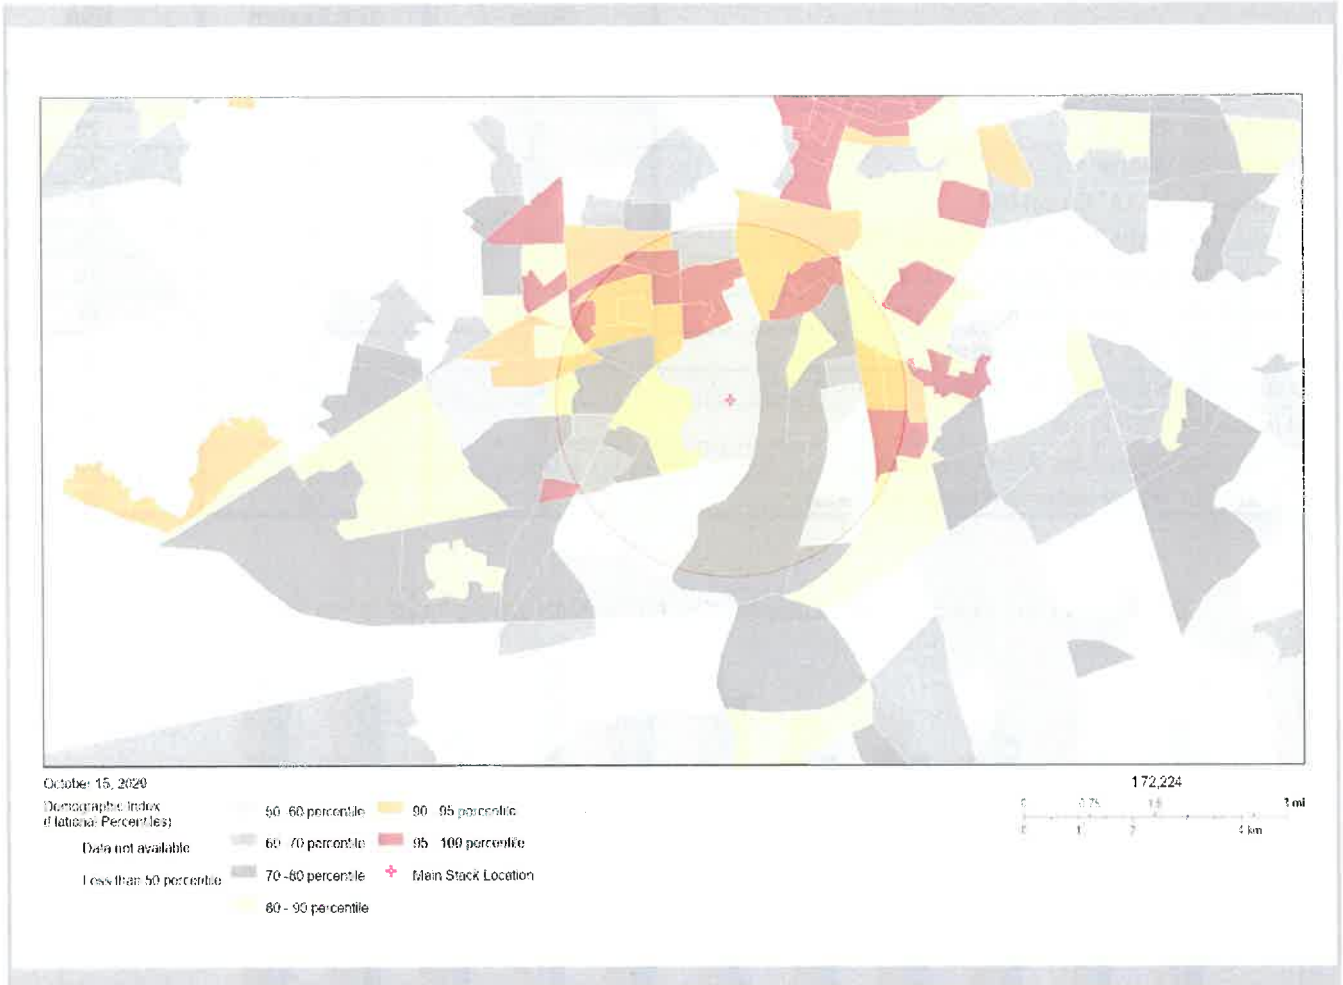 October 15, 2020
1:72,224
Demographic Index
(National Percentiles)
Data not available
Less than 50 percentile
50 -60 percentile
60 -70 percentile
70 -80 percentile
80 - 90 percentile
90 - 95 percentile
95 - 100 percentile
Main Stack Location
0 0.75 1.5 3 mi
0 1 2 4 km